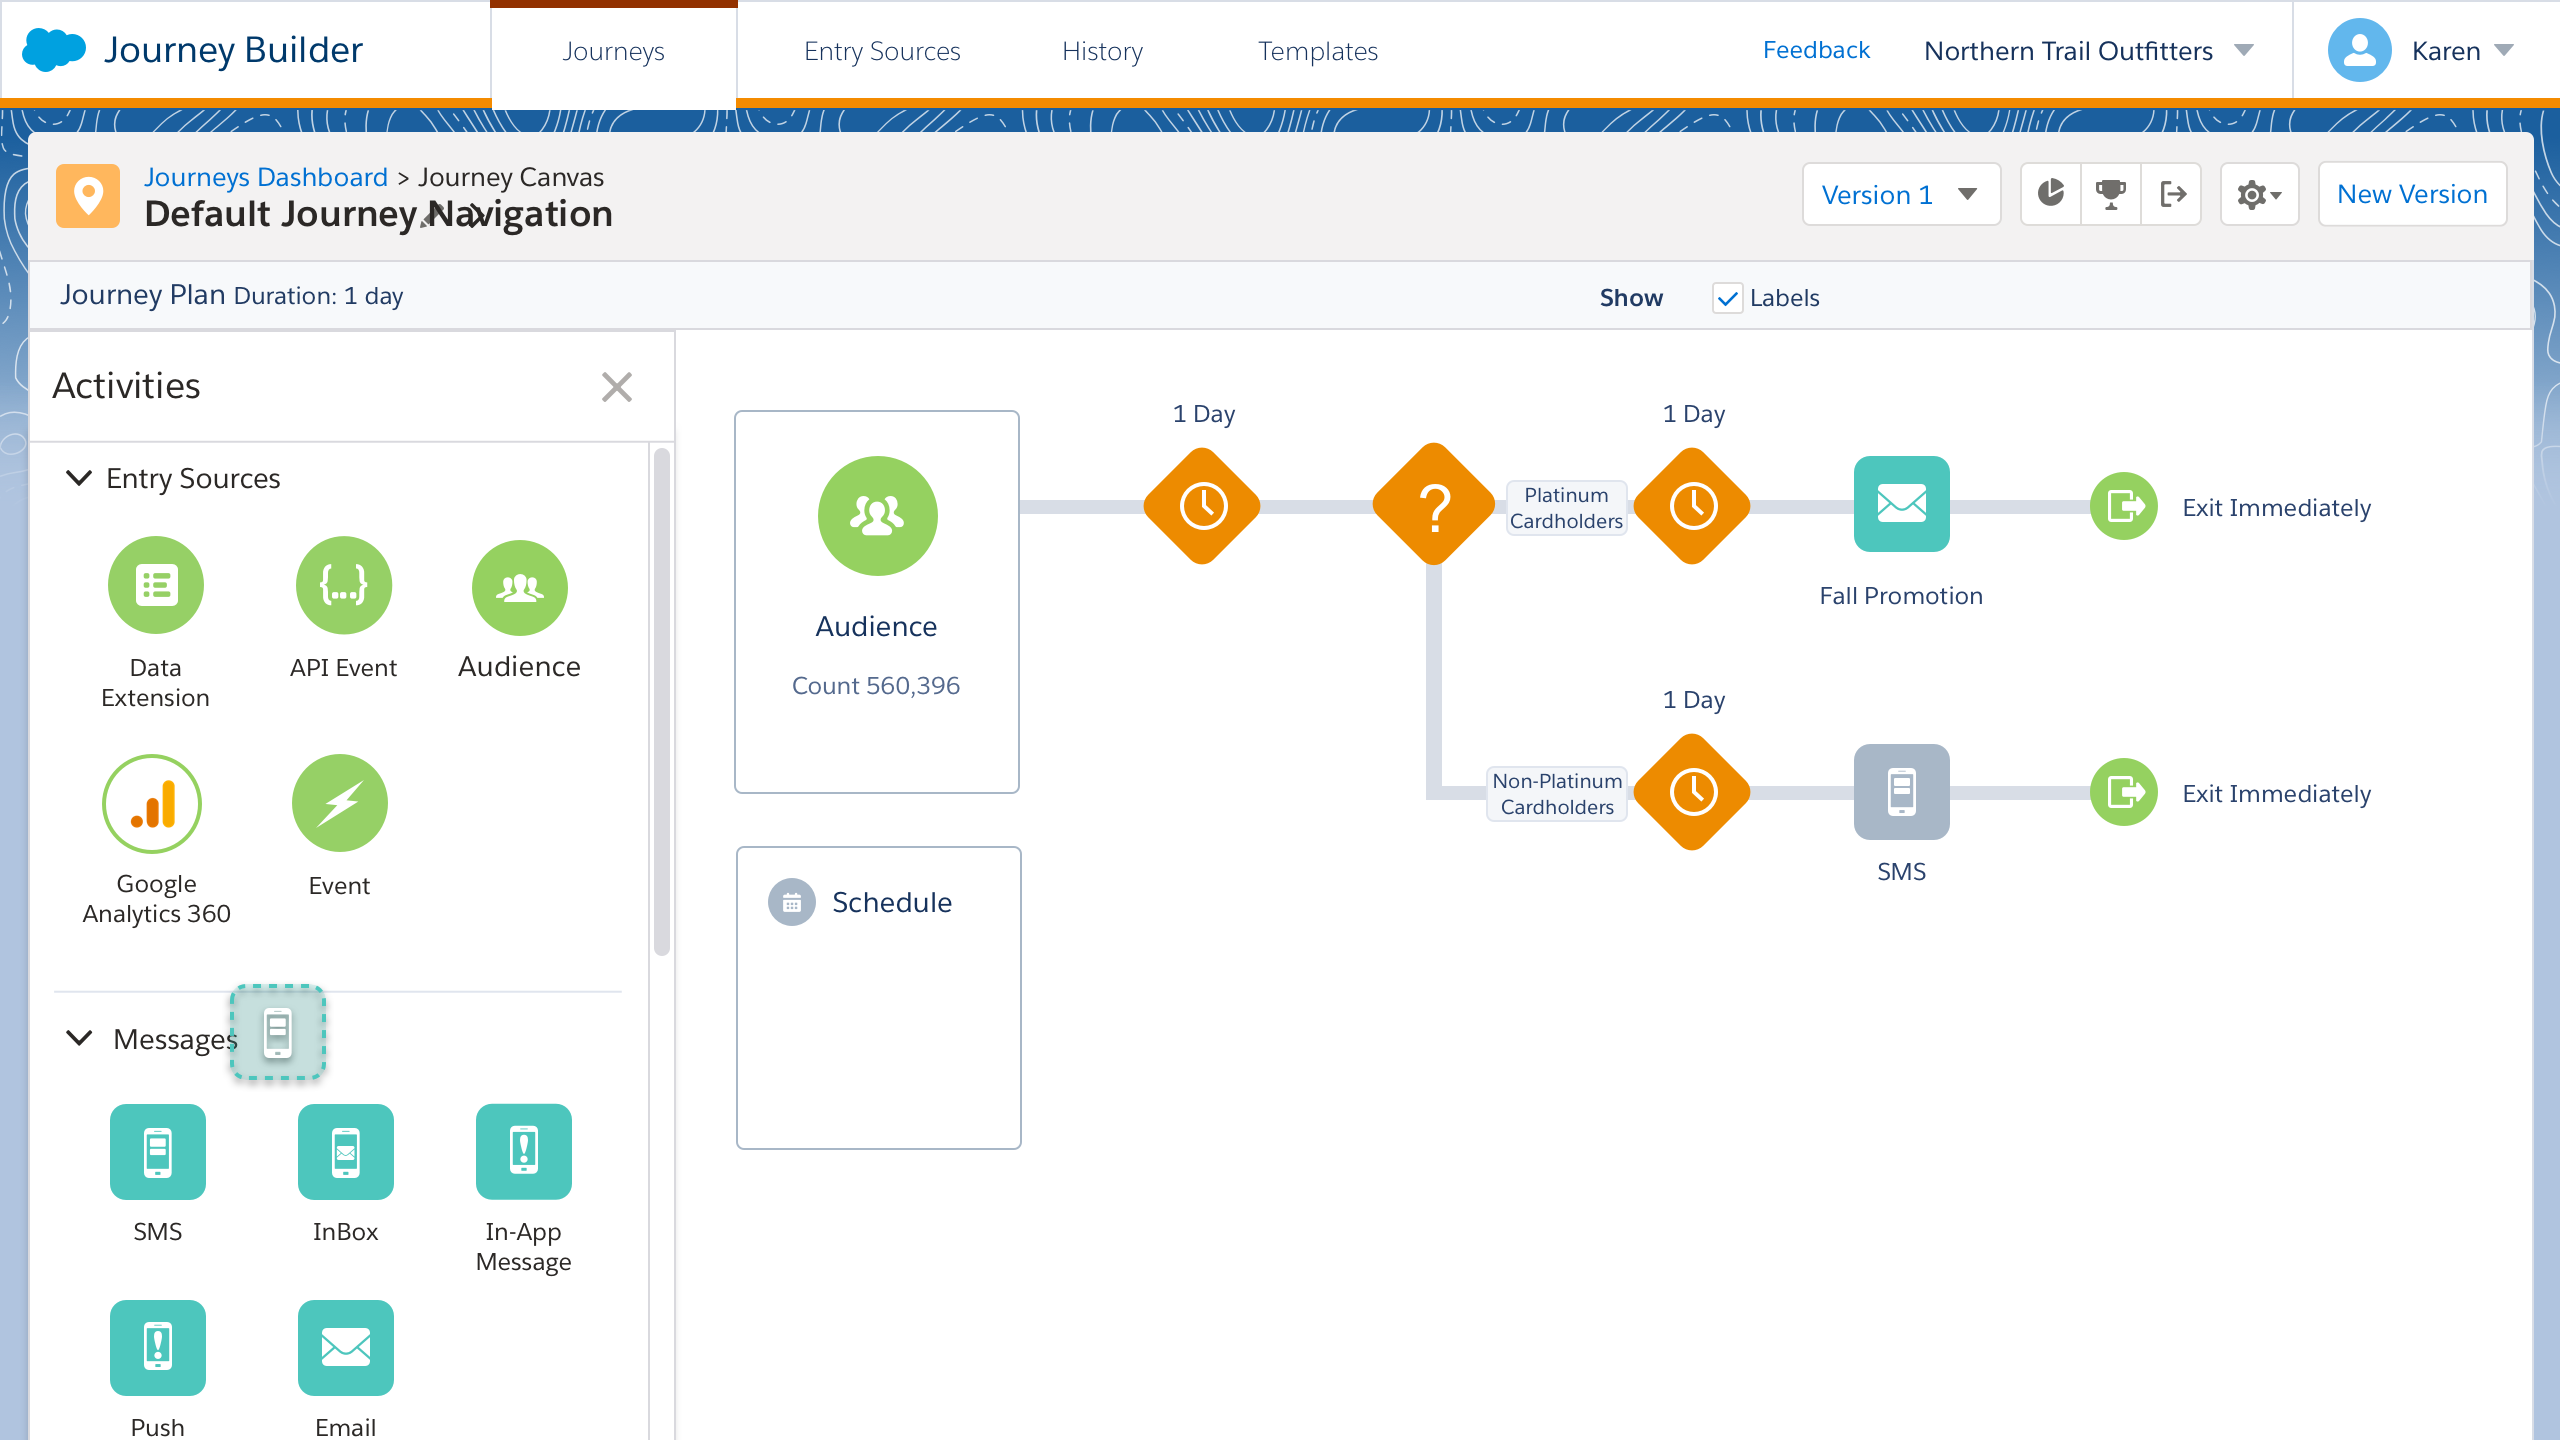 Journey Builder
Journeys
Entry Sources
History
Templates
Feedback
Northern Trail Outfitters
Karen
Journeys Dashboard > Journey Canvas
Default Journey Navigation
Version 1
New Version
Journey Plan Duration: 1 day
Show
Labels
Activities
Entry Sources
Data
Extension
API Event
Audience
Google
Analytics 360
Event
Messages
SMS
InBox
In-App
Message
Push
Email
Audience
Count 560,396
Schedule
1 Day
?
Platinum
Cardholders
1 Day
Fall Promotion
Exit Immediately
1 Day
Non-Platinum
Cardholders
SMS
Exit Immediately